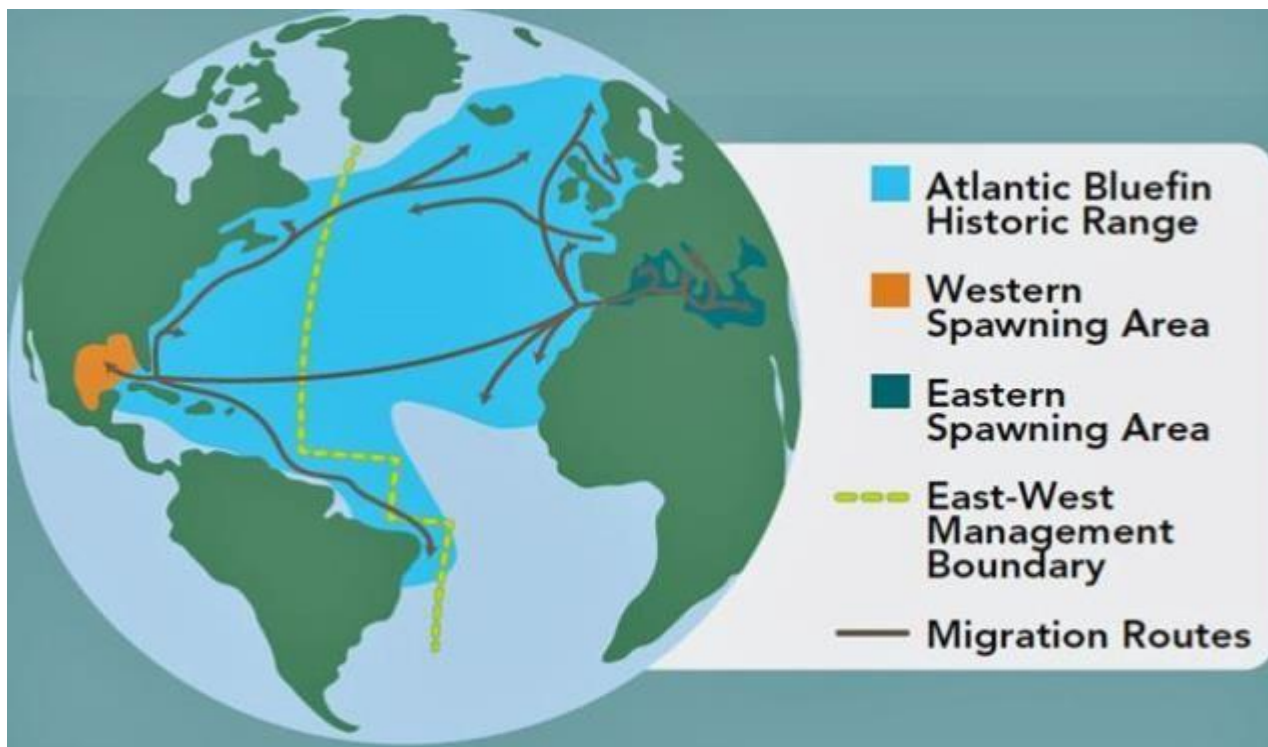 Atlantic Bluefin
Historic Range
Western
Spawning Area
Eastern
Spawning Area
East-West
Management
Boundary
Migration Routes